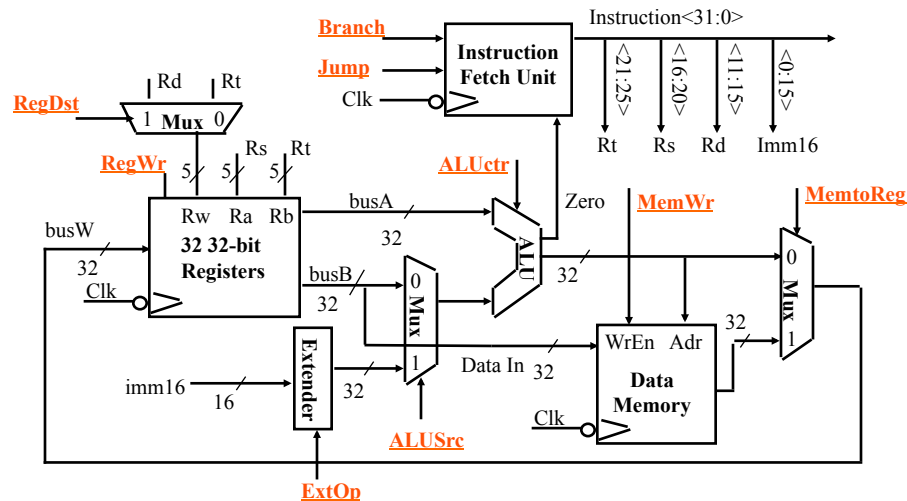 Instruction<31:0>
Branch
Instruction
Fetch Unit
Jump
Clk
<21:25>
<16:20>
<11:15>
<0:15>
Rt
Rs
Rd
Imm16
Rd
Rt
RegDst
1 Mux 0
RegWr
5
5
Rs
5
Rt
ALUctr
Zero
MemWr
MemtoReg
busW
32
Rw Ra Rb
32 32-bit
Registers
Clk
busA
32
busB
32
0
Mux
1
ALU
32
0
Mux
1
imm16
16
Extender
32
Data In
32
WrEn Adr
Data
Memory
32
Clk
ALUSrc
ExtOp